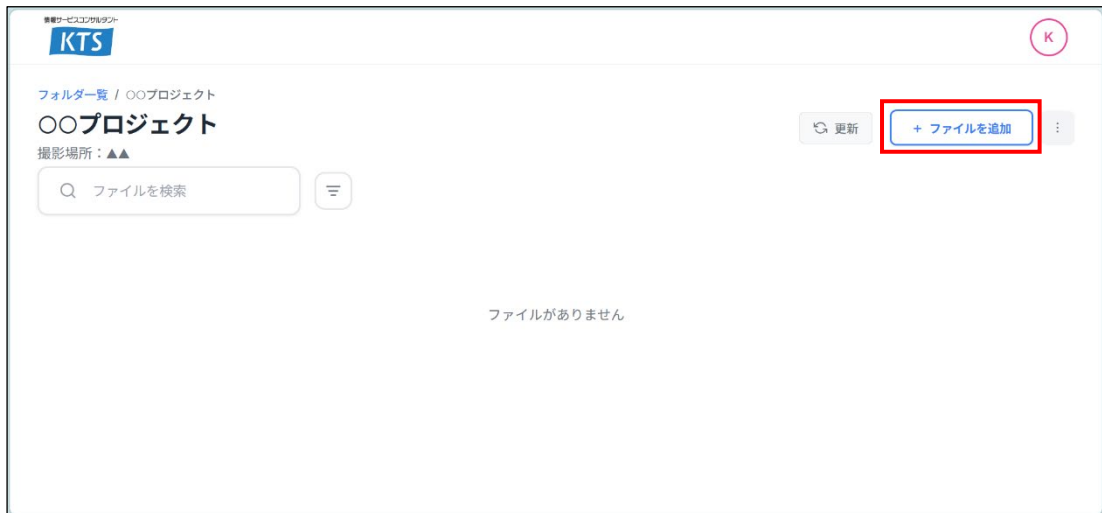 情報サービスコンサルタント
KTS
K
フォルダ一覧 / ○○プロジェクト
○○プロジェクト
更新
+ ファイルを追加
撮影場所：▲▲
ファイルを検索
ファイルがありません